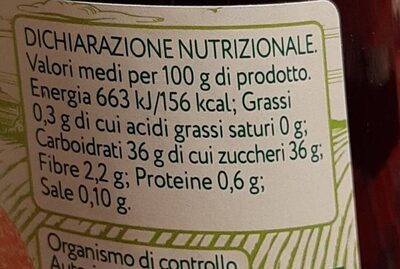 DICHIARAZIONE NUTRIZIONALE.
Valori medi per 100 g di prodotto.
Energia 663 kJ/156 kcal; Grassi
0,3 g di cui acidi grassi saturi 0 g;
Carboidrati 36 g di cui zuccheri 36 g;
Fibre 2,2 g; Proteine 0,6 g;
Sale 0,10 g.
Organismo di controllo